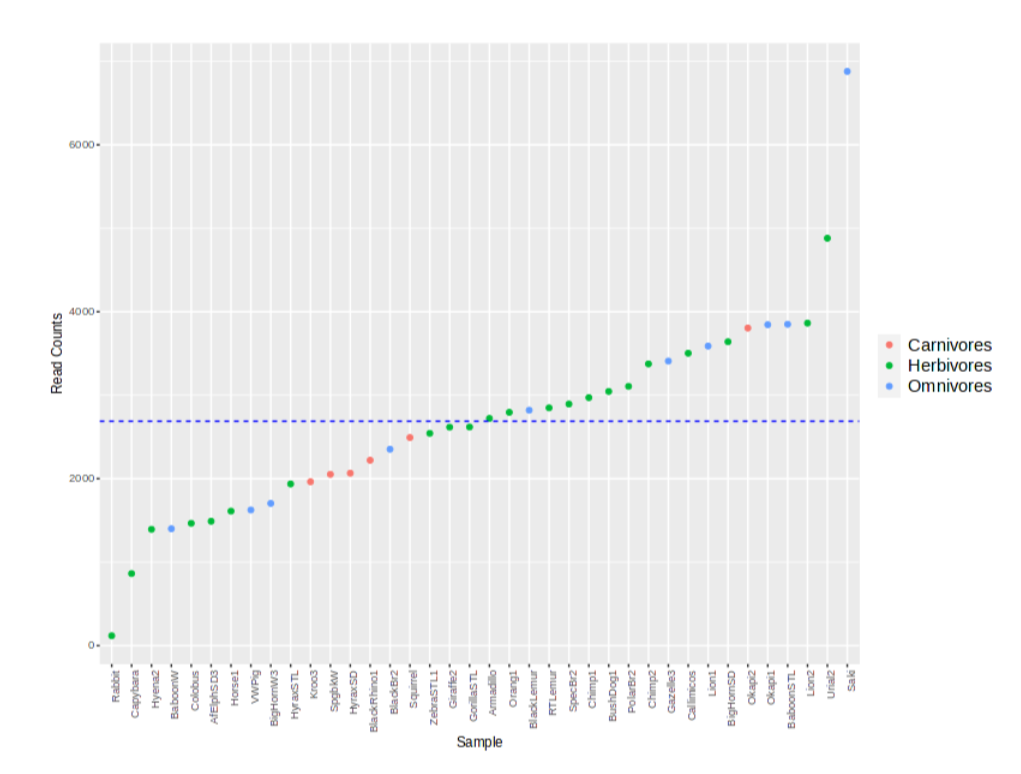 6000
4000
2000
0
Read Counts
Rabbit
Capybara
Hyena2
BaboonW
Colobus
AfElphSD3
Horse1
VWPig
BigHornW3
HyraxSTL
Kroo3
SpgbkW
HyraxSD
BlackRhino1
BlackBr2
Squirrel
ZebraSTL1
Giraffe2
GorillaSTL
Armadillo
Orang1
BlackLemur
RTLemur
SpecBr2
Chimp1
BushDog1
PolarBr2
Chimp2
Gazelle3
Callimicos
Lion1
BigHornSD
Okapi2
Okapi1
BaboonSTL
Lion2
Urial2
Saki
Sample
Carnivores
Herbivores
Omnivores